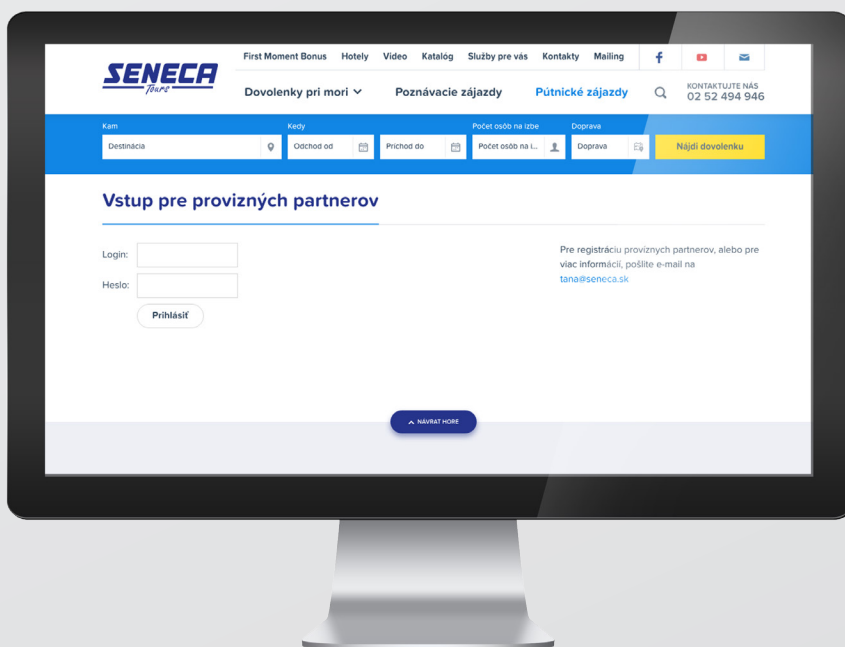 SENECA
Tours
First Moment Bonus Hotely Video Katalóg Služby pre vás Kontakty Mailing
Dovolenky pri mori Poznávacie zájazdy Pútnické zájazdy
KONTAKTUJTE NÁS
02 52 494 946
Kam Kedy Počet osôb na izbe Doprava
Destinácia Odchod od Príchod do Počet osôb na i... Doprava Nájdi dovolenku
Vstup pre provizných partnerov
Login:
Heslo:
Prihlásiť
Pre registráciu províznych partnerov, alebo pre
viac informácií, pošlite e-mail na
tana@seneca.sk
NÁVRAT HORE